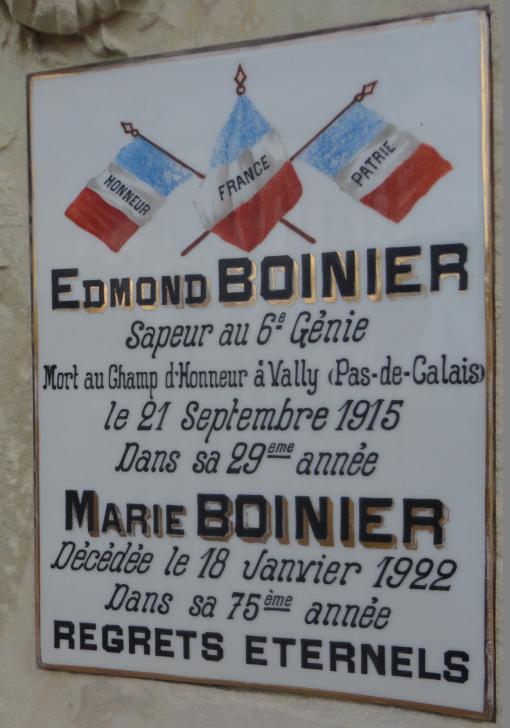 HONNEUR
FRANCE
PATRIE
EDMOND BOINIER
Sapeur au 6e Génie
Mort au Champ d'Honneur à Vally (Pas-de-Calais)
le 21 Septembre 1915
Dans sa 29eme année
MARIE BOINIER
Décédée le 18 Janvier 1922
Dans sa 75ème année
REGRETS ETERNELS